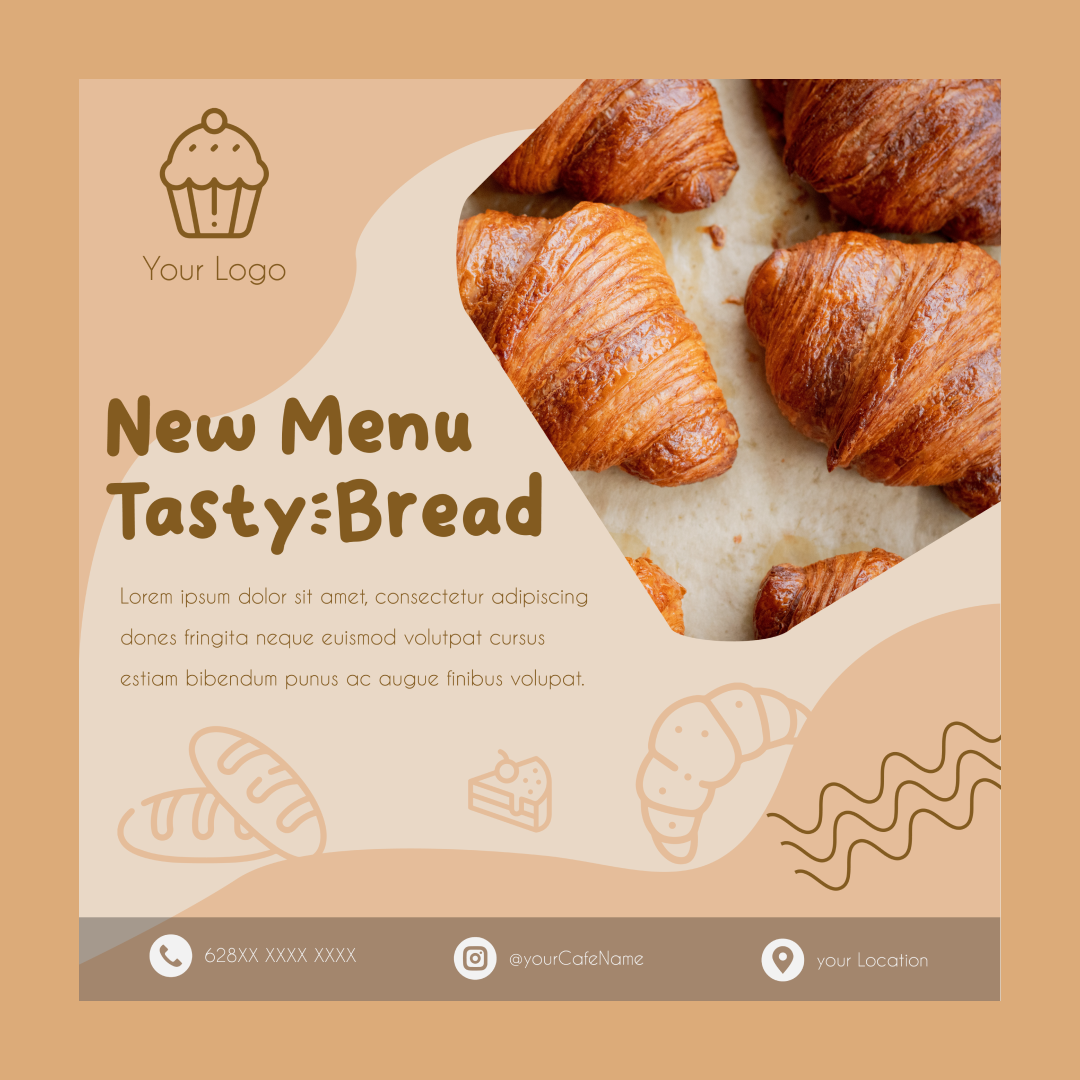 Your Logo
New Menu
Tasty Bread
Lorem ipsum dolor sit amet, consectetur adipiscing
dones fringita neque euismod volutpat cursus
estiam bibendum punus ac augue finibus volupat.
628XX XXXX XXXX
@yourCafeName
your Location